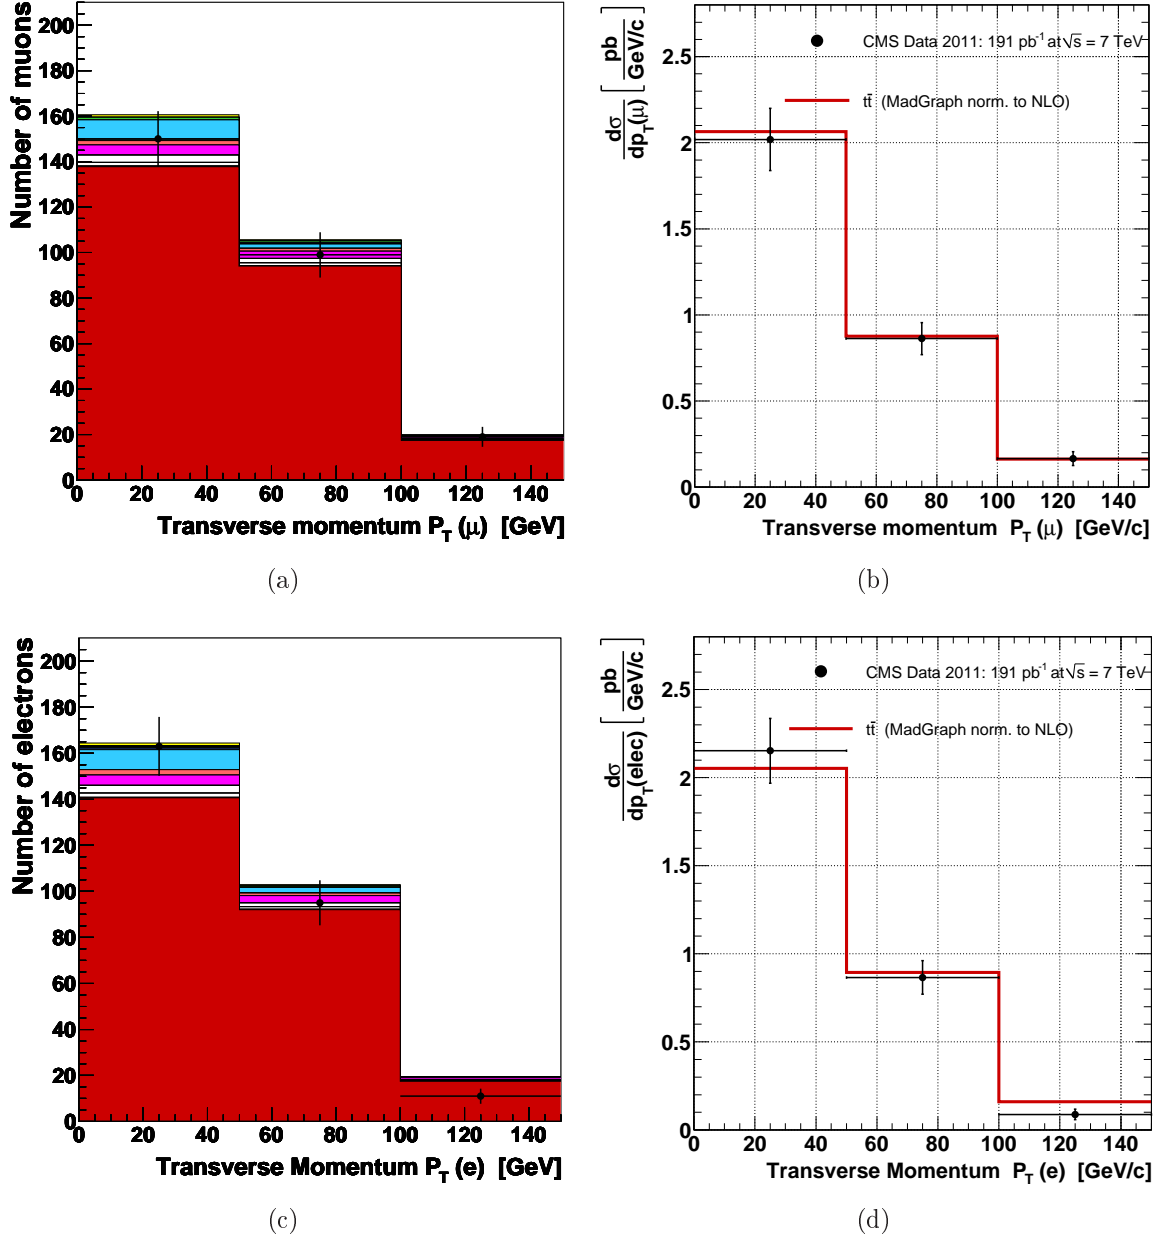 Number of muons
200
180
160
140
120
100
80
60
40
20
0
0 20 40 60 80 100 120 140
Transverse momentum P_T (μ) [GeV]
(a)
dσ/dp_T(μ) [pb/GeV/c]
CMS Data 2011: 191 pb⁻¹ at √s = 7 TeV
tt̄ (MadGraph norm. to NLO)
2.5
2
1.5
1
0.5
0
0 20 40 60 80 100 120 140
Transverse momentum P_T (μ) [GeV/c]
(b)
Number of electrons
200
180
160
140
120
100
80
60
40
20
0
0 20 40 60 80 100 120 140
Transverse Momentum P_T (e) [GeV]
(c)
dσ/dp_T(elec) [pb/GeV/c]
CMS Data 2011: 191 pb⁻¹ at √s = 7 TeV
tt̄ (MadGraph norm. to NLO)
2.5
2
1.5
1
0.5
0
0 20 40 60 80 100 120 140
Transverse Momentum P_T (e) [GeV/c]
(d)